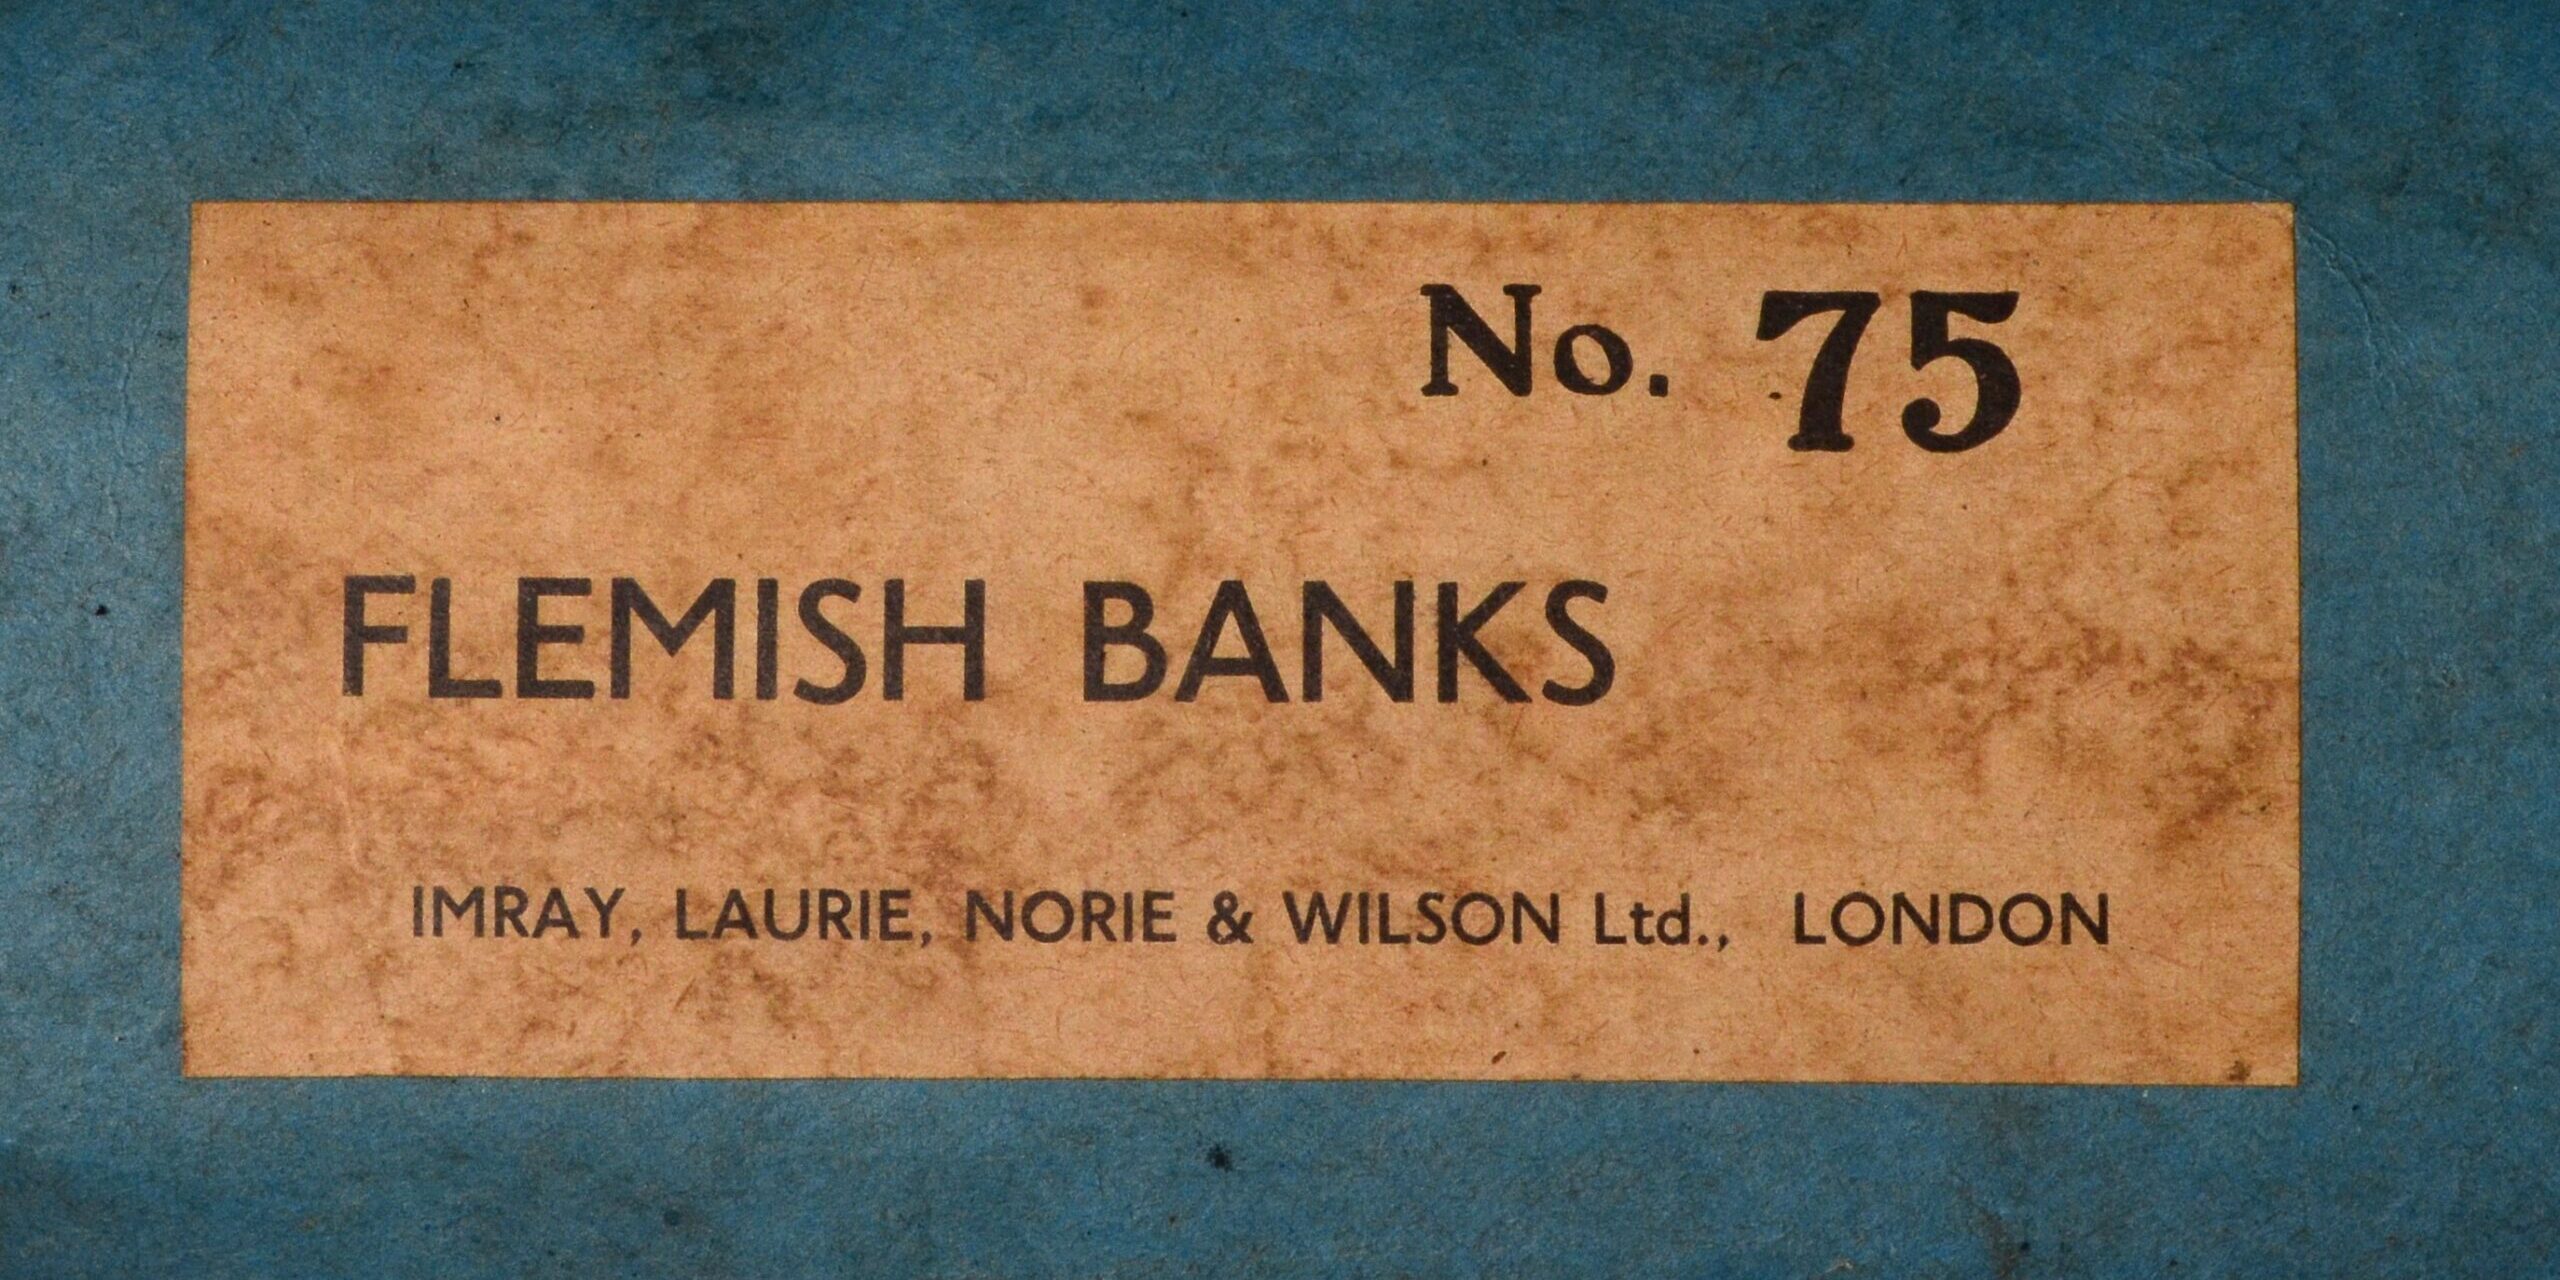 No. 75
FLEMISH BANKS
IMRAY, LAURIE, NORIE & WILSON Ltd., LONDON